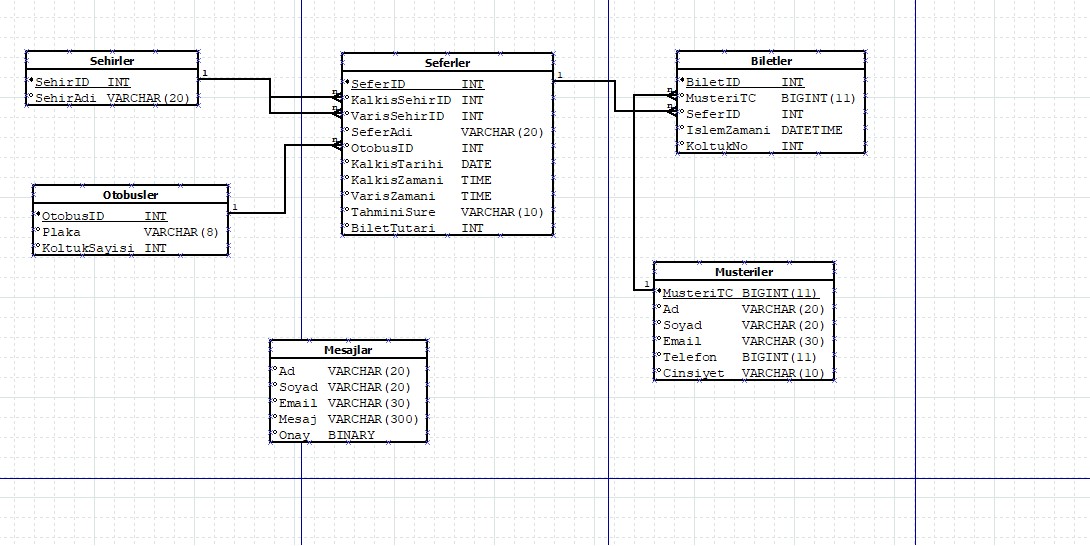 Sehirler
SehirID INT
SehirAdi VARCHAR(20)
1
Seferler
SeferID INT
n KalkisSehirID INT
n VarisSehirID INT
SeferAdi VARCHAR(20)
n OtobusID INT
KalkisTarihi DATE
KalkisZamani TIME
VarisZamani TIME
TahminiSure VARCHAR(10)
BiletTutari INT
1
Biletler
BiletID INT
n MusteriTC BIGINT(11)
n SeferID INT
IslemZamani DATETIME
KoltukNo INT
Otobusler
OtobusID INT
Plaka VARCHAR(8)
KoltukSayisi INT
1
Musteriler
1
MusteriTC BIGINT(11)
Ad VARCHAR(20)
Soyad VARCHAR(20)
Email VARCHAR(30)
Telefon BIGINT(11)
Cinsiyet VARCHAR(10)
Mesajlar
Ad VARCHAR(20)
Soyad VARCHAR(20)
Email VARCHAR(30)
Mesaj VARCHAR(300)
Onay BINARY